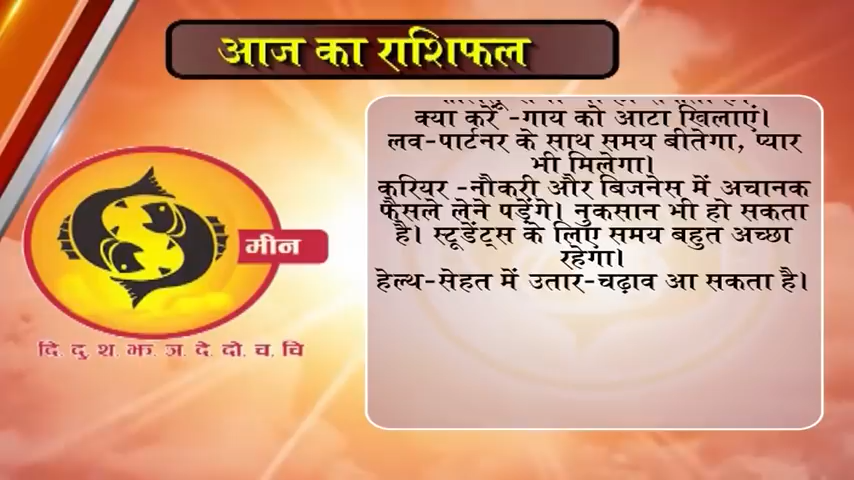 आज का राशिफल
क्या करें -गाय को आटा खिलाएं।
लव-पार्टनर के साथ समय बीतेगा, प्यार
भी मिलेगा।
करियर -नौकरी और बिजनेस में अचानक
फैसले लेने पड़ेंगे। नुकसान भी हो सकता
है। स्टूडेंट्स के लिए समय बहुत अच्छा
रहेगा।
हेल्थ-सेहत में उतार-चढ़ाव आ सकता है।
मीन
दि. दु. श. झ. ञ. दे. दो. च. चि